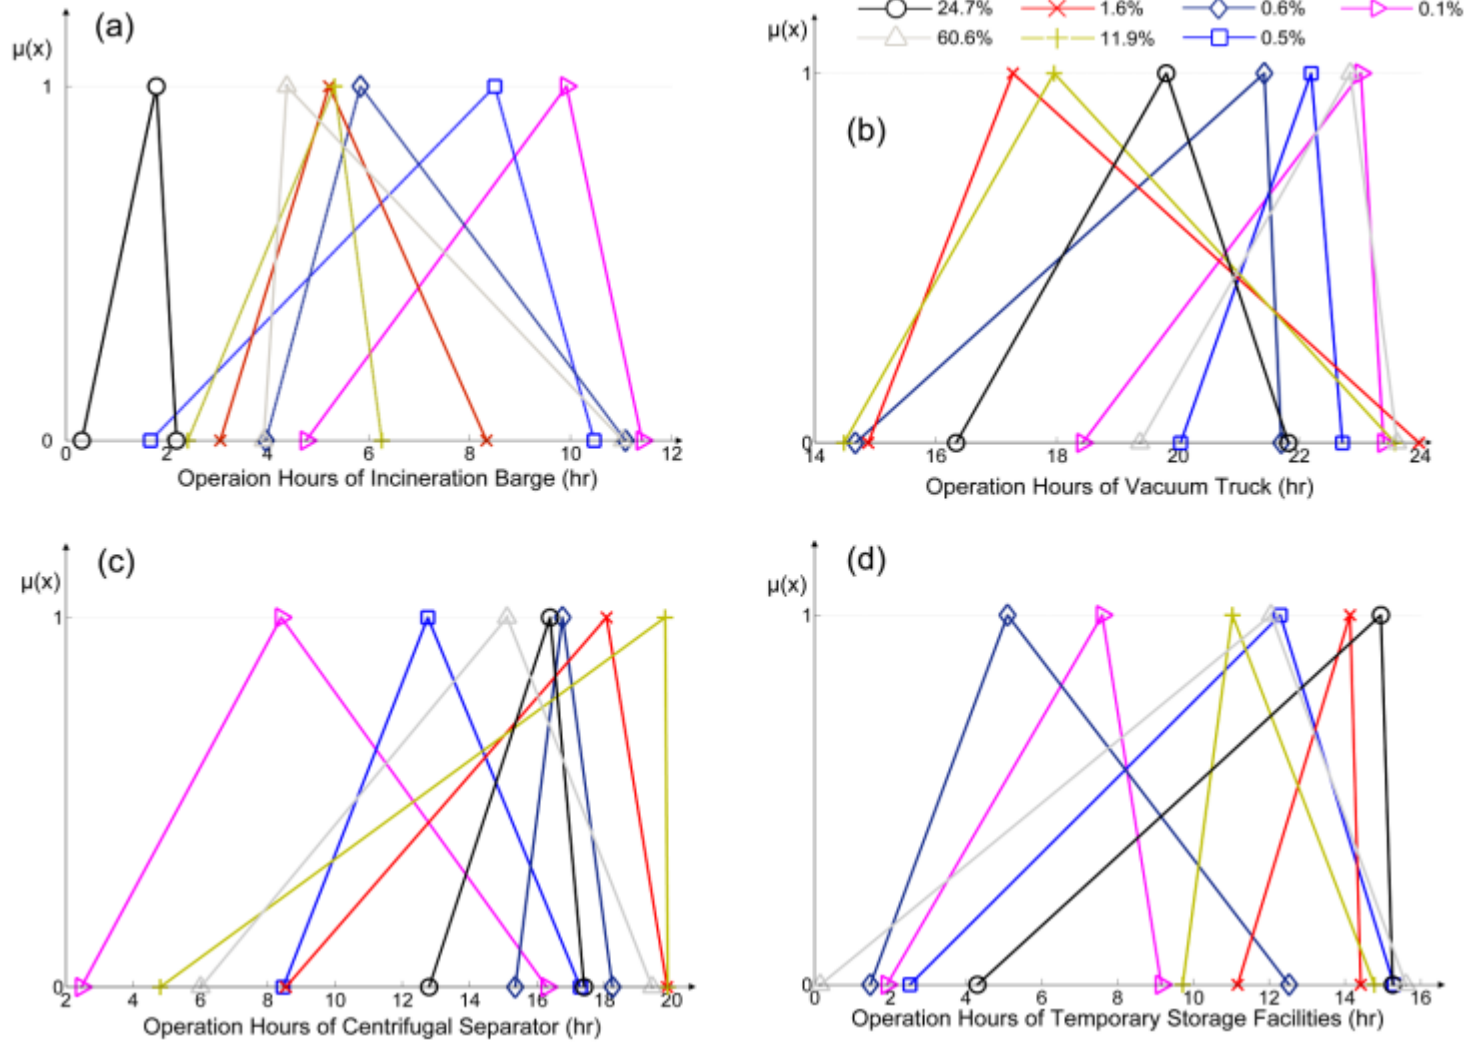 (a)
μ(x)
1
0
0 2 4 6 8 10 12
Operaion Hours of Incineration Barge (hr)
24.7% 1.6% 0.6% 0.1%
60.6% 11.9% 0.5%
μ(x)
1
(b)
0
14 16 18 20 22 24
Operation Hours of Vacuum Truck (hr)
(c)
μ(x)
1
0
2 4 6 8 10 12 14 16 18 20
Operation Hours of Centrifugal Separator (hr)
(d)
μ(x)
1
0
0 2 4 6 8 10 12 14 16
Operation Hours of Temporary Storage Facilities (hr)